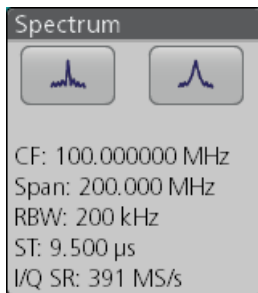 Spectrum
CF: 100.000000 MHz
Span: 200.000 MHz
RBW: 200 kHz
ST: 9.500 µs
I/Q SR: 391 MS/s